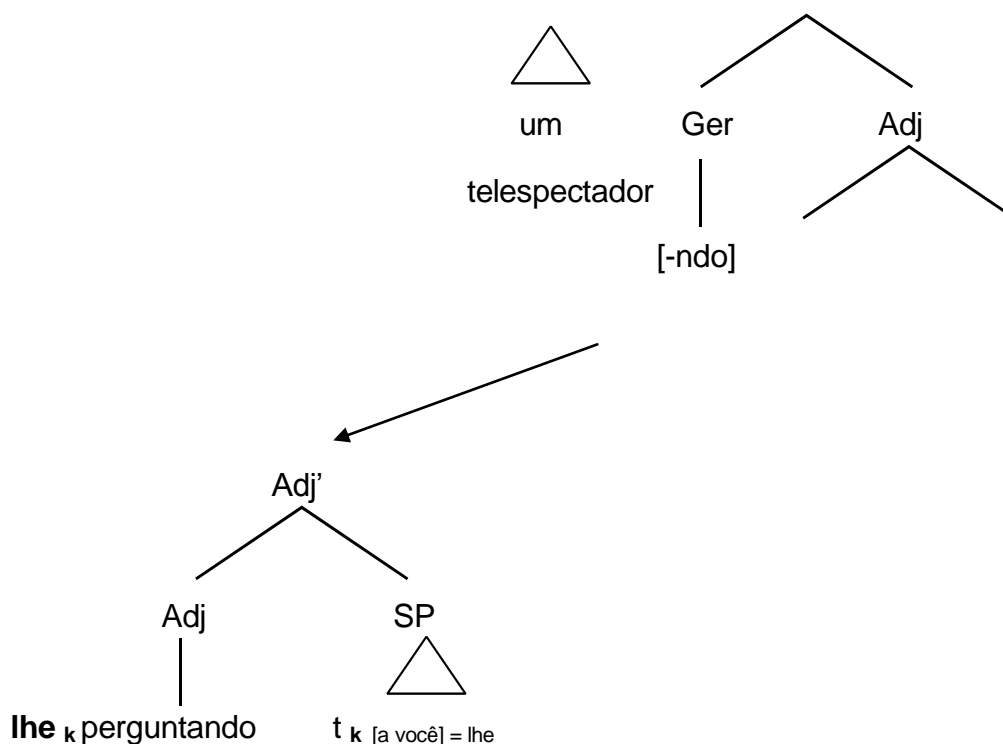 um Ger Adj
telespectador
[-ndo]
Adj’
Adj SP
lhe k perguntando t k [a você] = lhe